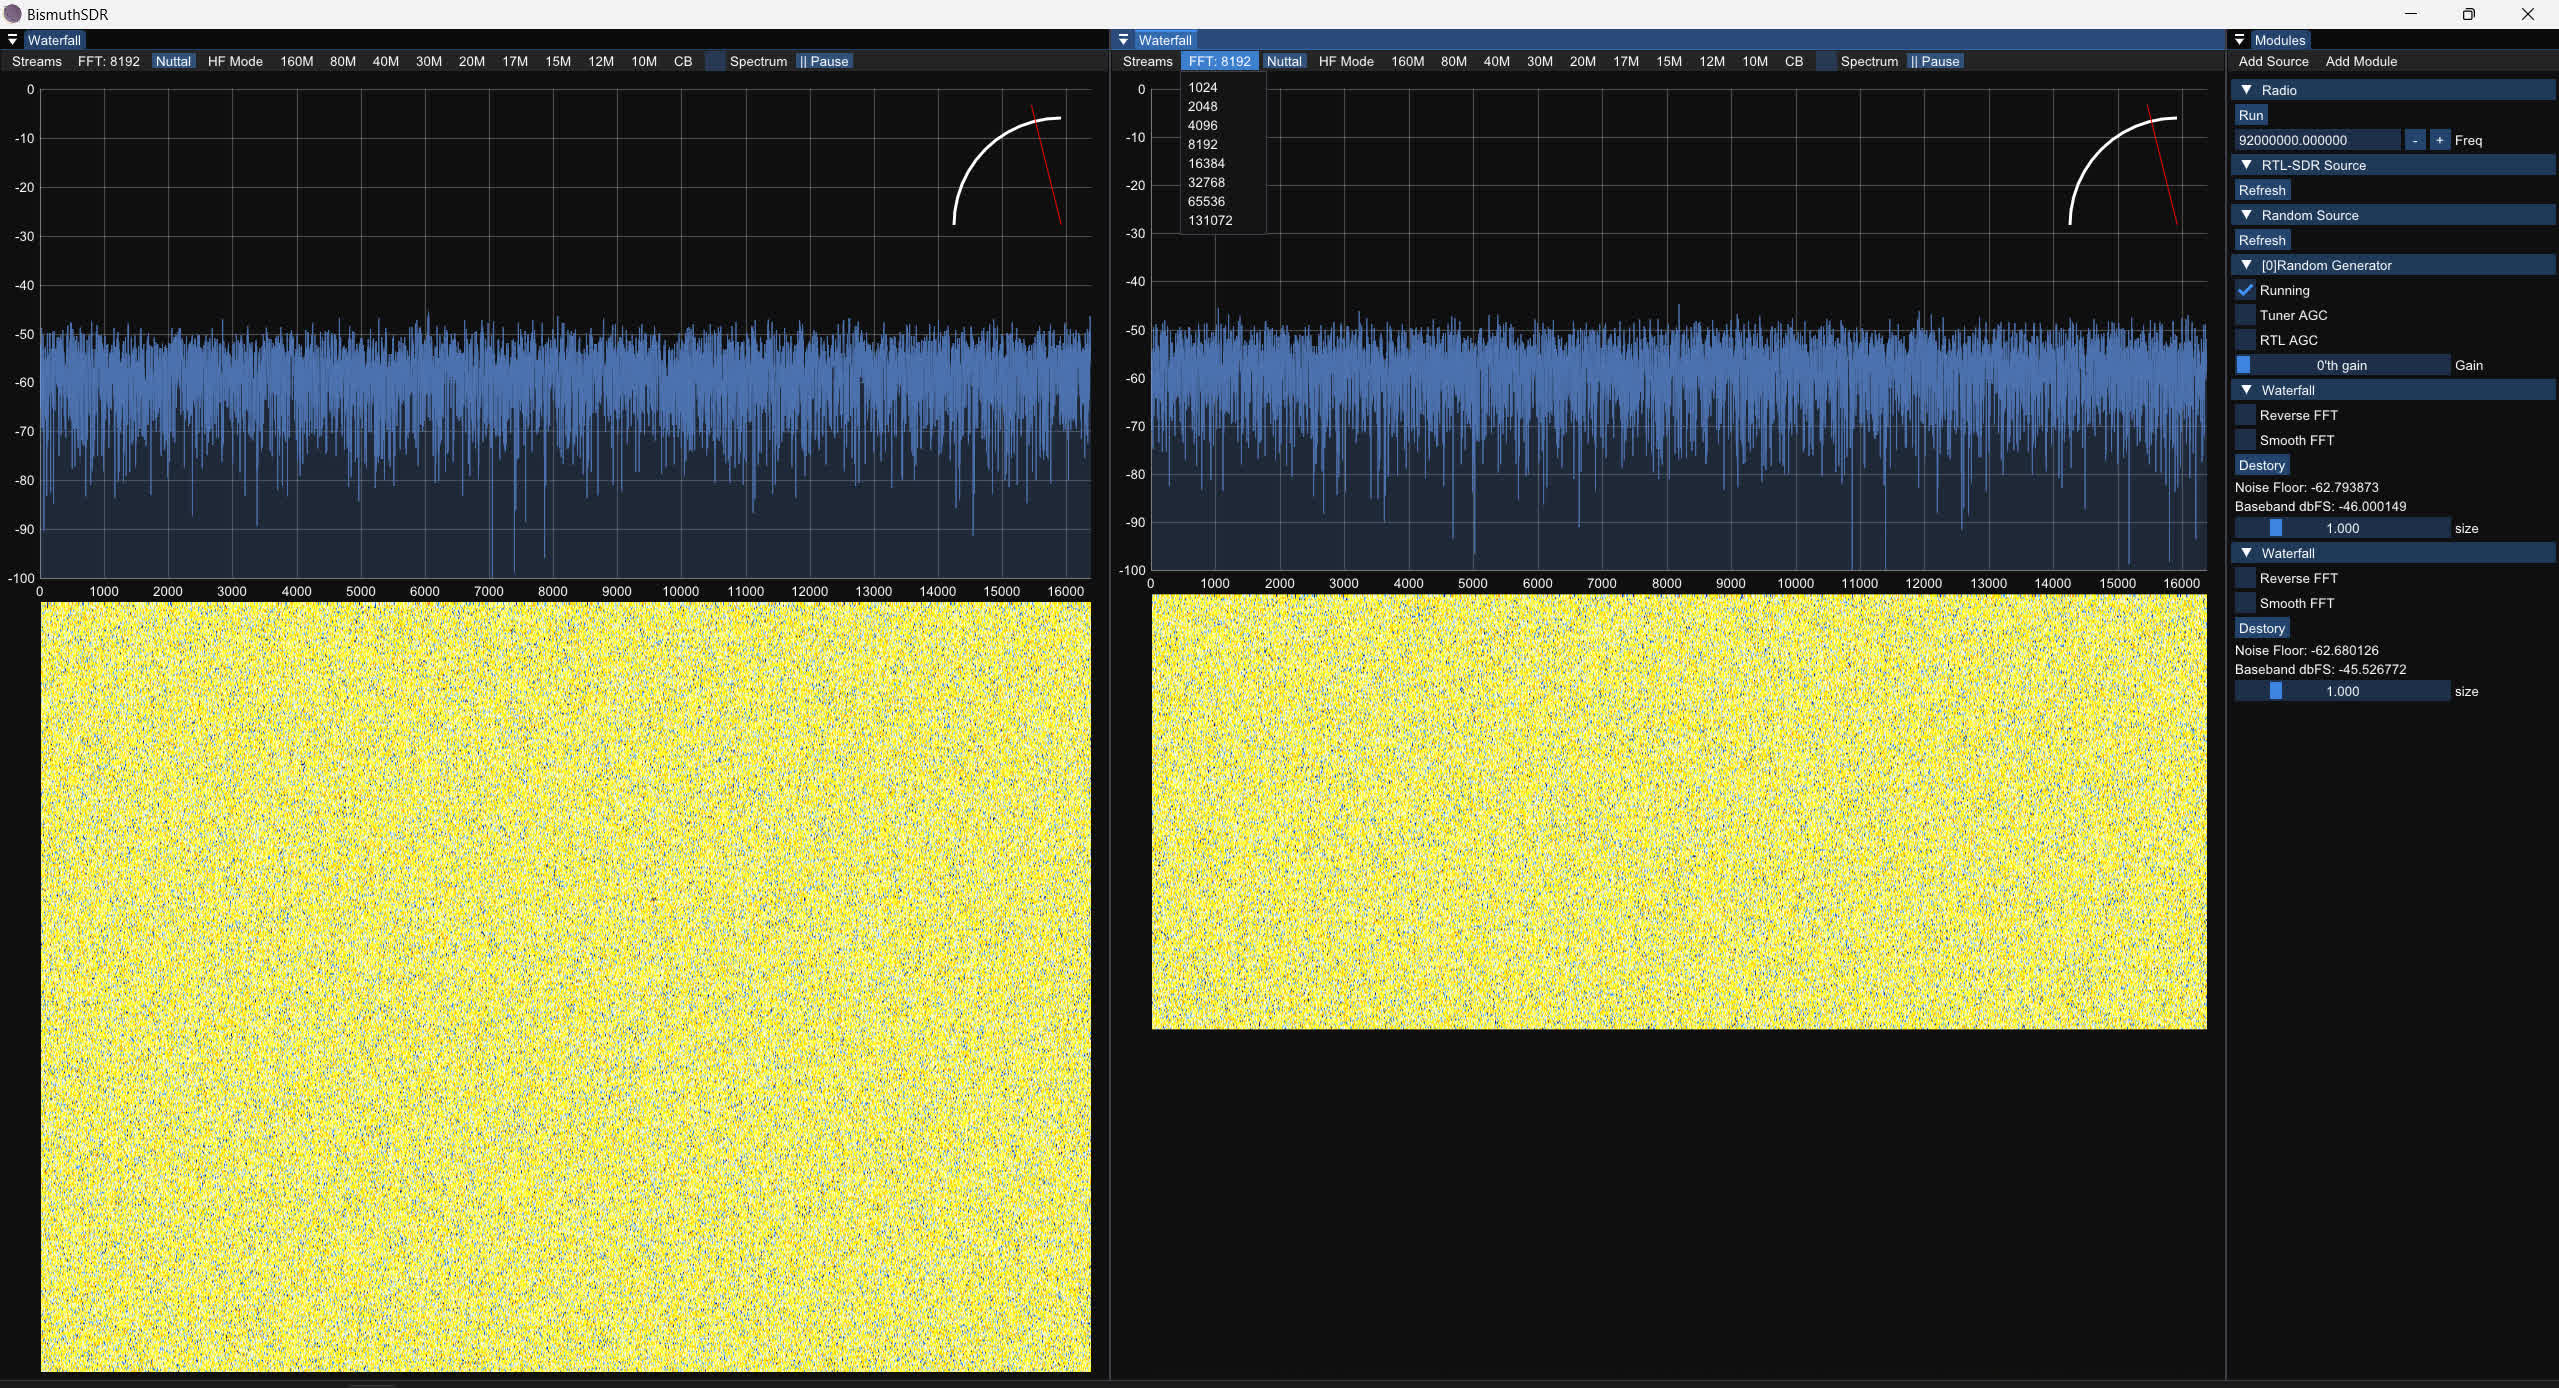 BismuthSDR
Waterfall
Streams FFT: 8192 Nuttal HF Mode 160M 80M 40M 30M 20M 17M 15M 12M 10M CB Spectrum || Pause
0
-10
-20
-30
-40
-50
-60
-70
-80
-90
-100
0 1000 2000 3000 4000 5000 6000 7000 8000 9000 10000 11000 12000 13000 14000 15000 16000
Waterfall
Streams FFT: 8192 Nuttal HF Mode 160M 80M 40M 30M 20M 17M 15M 12M 10M CB Spectrum || Pause
1024
2048
4096
8192
16384
32768
65536
131072
0
-10
-20
-30
-40
-50
-60
-70
-80
-90
-100
0 1000 2000 3000 4000 5000 6000 7000 8000 9000 10000 11000 12000 13000 14000 15000 16000
Modules
Add Source Add Module
Radio
Run
92000000.000000 - + Freq
RTL-SDR Source
Refresh
Random Source
Refresh
[0]Random Generator
Running
Tuner AGC
RTL AGC
0'th gain Gain
Waterfall
Reverse FFT
Smooth FFT
Destory
Noise Floor: -62.793873
Baseband dbFS: -46.000149
1.000 size
Waterfall
Reverse FFT
Smooth FFT
Destory
Noise Floor: -62.680126
Baseband dbFS: -45.526772
1.000 size